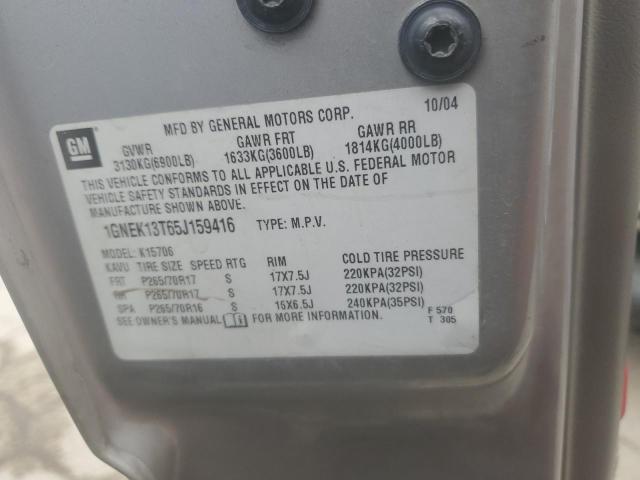 GM
MFD BY GENERAL MOTORS CORP. 10/04
GVWR GAWR FRT GAWR RR
3130KG(6900LB) 1633KG(3600LB) 1814KG(4000LB)
THIS VEHICLE CONFORMS TO ALL APPLICABLE U.S. FEDERAL MOTOR
VEHICLE SAFETY STANDARDS IN EFFECT ON THE DATE OF
MANUFACTURE SHOWN ABOVE.
1GNEK13T65J159416 TYPE: M.P.V.
MODEL: K15706
KAVU TIRE SIZE SPEED RTG RIM COLD TIRE PRESSURE
FRT P265/70R17 S 17X7.5J 220KPA(32PSI)
RR P265/70R17 S 17X7.5J 220KPA(32PSI)
SPA P265/70R16 S 15X6.5J 240KPA(35PSI)
SEE OWNER'S MANUAL FOR MORE INFORMATION. F 570
T 305